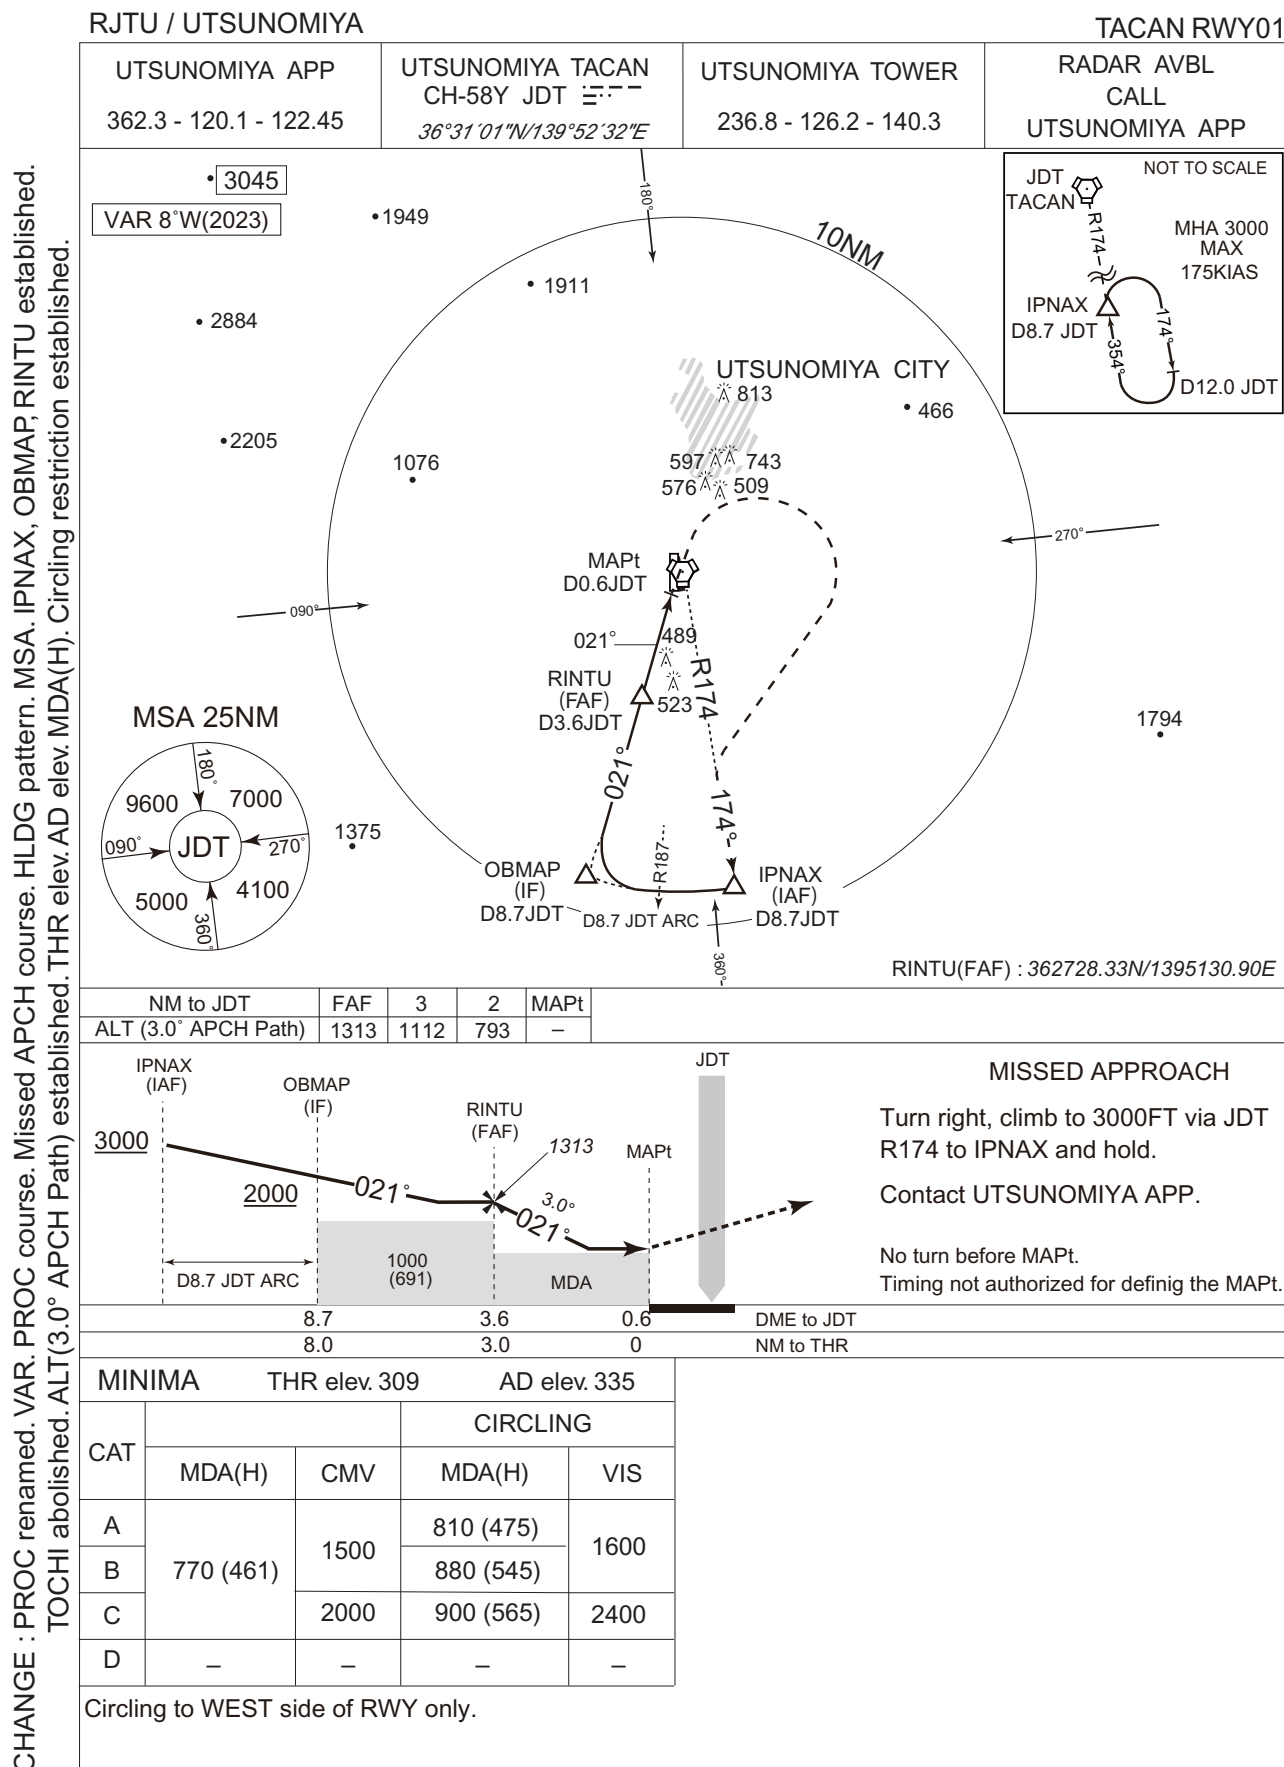 RJTU / UTSUNOMIYA
TACAN RWY01
UTSUNOMIYA APP
362.3 - 120.1 - 122.45
UTSUNOMIYA TACAN
CH-58Y JDT
36°31´01"N/139°52´32"E
UTSUNOMIYA TOWER
236.8 - 126.2 - 140.3
RADAR AVBL
CALL
UTSUNOMIYA APP
3045
VAR 8°W(2023)
1949
1911
2884
2205
1076
180°
10NM
UTSUNOMIYA CITY
813
466
597
743
576
509
NOT TO SCALE
JDT
TACAN
R174
MHA 3000
MAX
175KIAS
IPNAX
D8.7 JDT
354°
174°
D12.0 JDT
270°
090°
MAPt
D0.6JDT
021°
489
RINTU
(FAF)
D3.6JDT
523
R174
021°
174°
1794
1375
MSA 25NM
180°
9600
7000
090°
JDT
270°
5000
4100
360°
OBMAP
(IF)
D8.7JDT
R187
D8.7 JDT ARC
IPNAX
(IAF)
D8.7JDT
360°
RINTU(FAF) : 362728.33N/1395130.90E
NM to JDT FAF 3 2 MAPt
ALT (3.0° APCH Path) 1313 1112 793 –
IPNAX
(IAF)
OBMAP
(IF)
RINTU
(FAF)
1313
MAPt
JDT
3000
2000
021°
3.0°
021°
D8.7 JDT ARC
1000
(691)
MDA
8.7 3.6 0.6 DME to JDT
8.0 3.0 0 NM to THR
MISSED APPROACH
Turn right, climb to 3000FT via JDT
R174 to IPNAX and hold.
Contact UTSUNOMIYA APP.
No turn before MAPt.
Timing not authorized for definig the MAPt.
MINIMA THR elev. 309 AD elev. 335
CAT
CIRCLING
MDA(H) CMV MDA(H) VIS
A 770 (461) 1500 810 (475) 1600
B 880 (545)
C 2000 900 (565) 2400
D – – – –
Circling to WEST side of RWY only.
CHANGE : PROC renamed. VAR. PROC course. Missed APCH course. HLDG pattern. MSA. IPNAX, OBMAP, RINTU established.
TOCHI abolished. ALT(3.0° APCH Path) established. THR elev. AD elev. MDA(H). Circling restriction established.